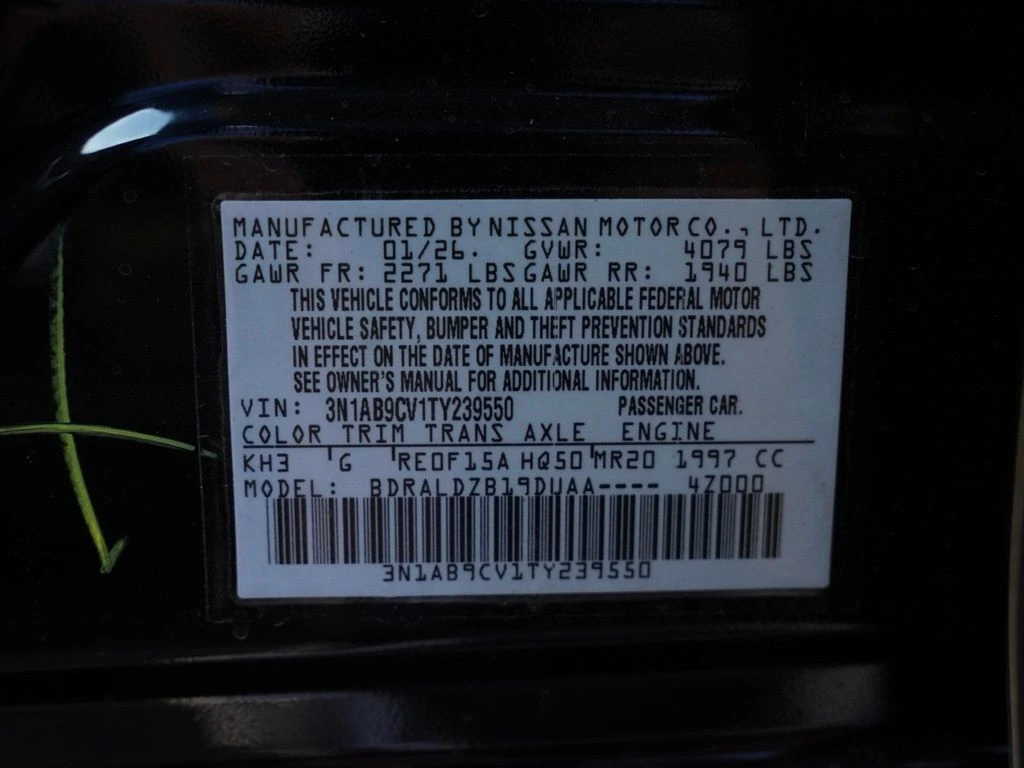 MANUFACTURED BY NISSAN MOTOR CO., LTD.
DATE: 01/26. GVWR: 4079 LBS
GAWR FR: 2271 LBS GAWR RR: 1940 LBS
THIS VEHICLE CONFORMS TO ALL APPLICABLE FEDERAL MOTOR
VEHICLE SAFETY, BUMPER AND THEFT PREVENTION STANDARDS
IN EFFECT ON THE DATE OF MANUFACTURE SHOWN ABOVE.
SEE OWNER'S MANUAL FOR ADDITIONAL INFORMATION.
VIN: 3N1AB9CV1TY239550 PASSENGER CAR.
COLOR TRIM TRANS AXLE ENGINE
KH3 G RE0F15A HQ50 MR20 1997 CC
MODEL: BDRALDZB19DUAA---- 4Z000
3N1AB9CV1TY239550